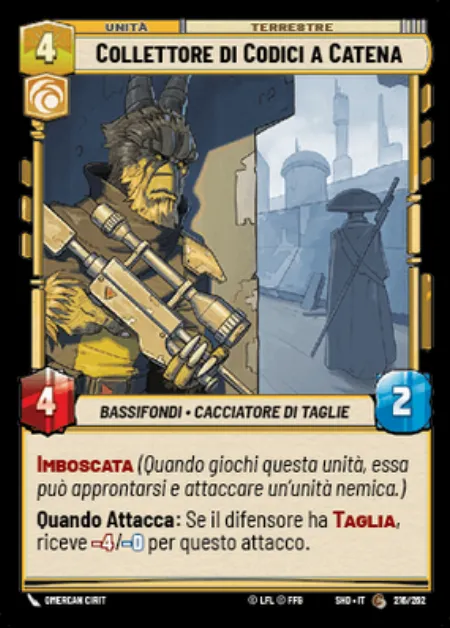 UNITÀ TERRESTRE
4 COLLETTORE DI CODICI A CATENA
4 BASSIFONDI • CACCIATORE DI TAGLIE 2
IMBOSCATA (Quando giochi questa unità, essa
può approntarsi e attaccare un'unità nemica.)
Quando Attacca: Se il difensore ha TAGLIA,
riceve -4/-0 per questo attacco.
OMERCAN CIRIT © LFL © FFG SHD • IT 216/262